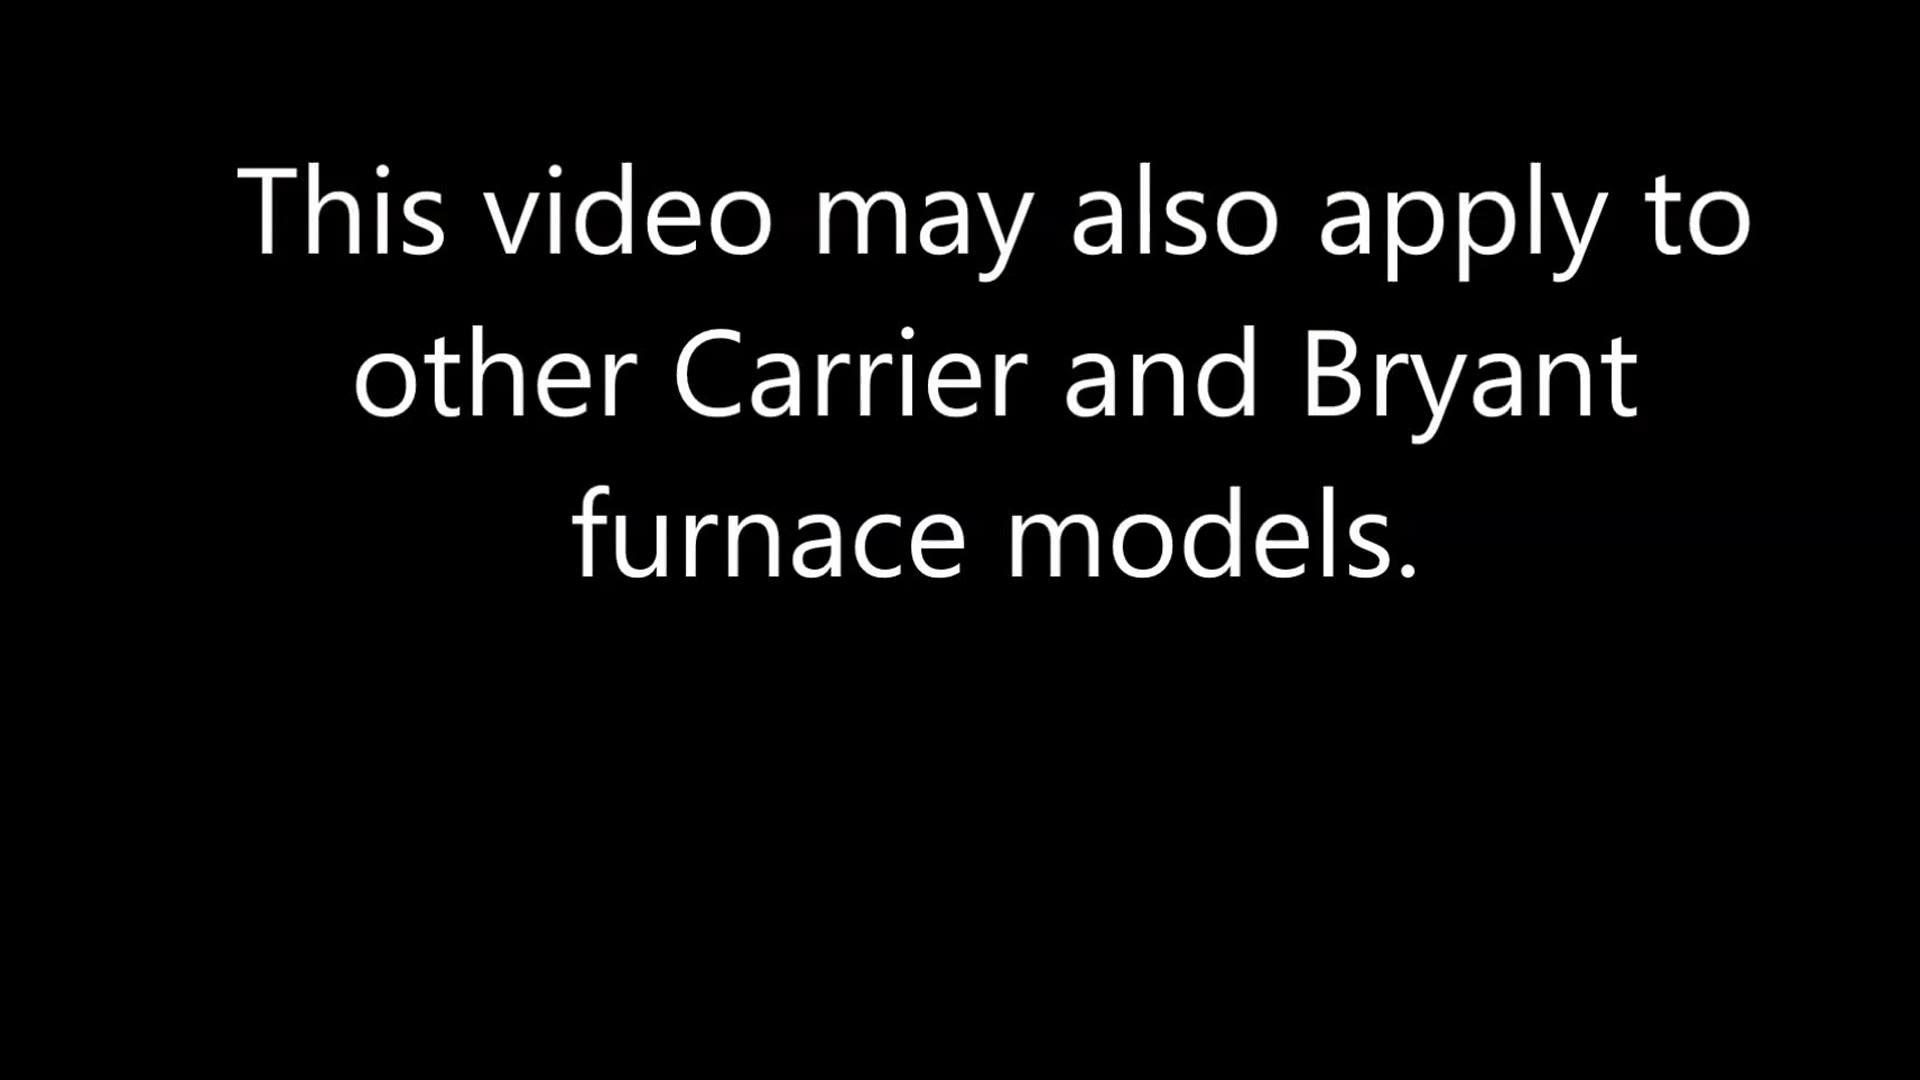 This video may also apply to
other Carrier and Bryant
furnace models.